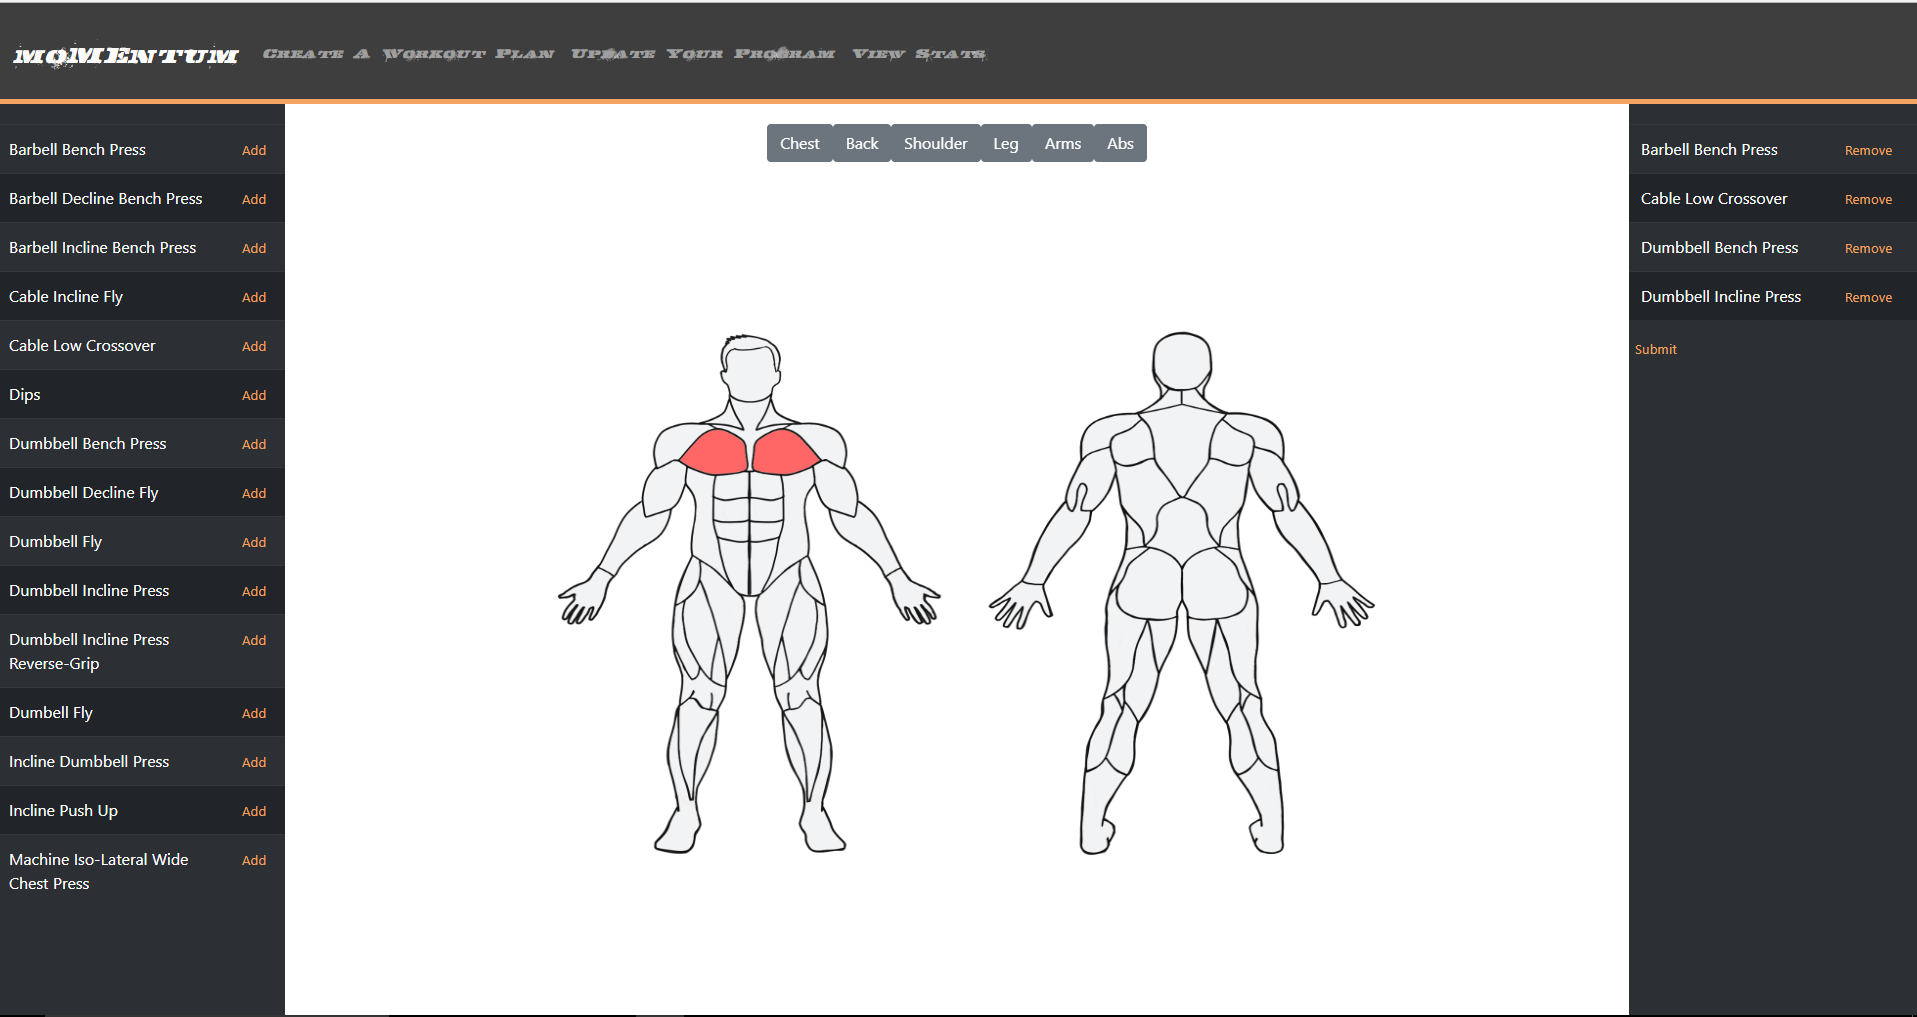 moMENtum Create A Workout Plan Update Your Program View Stats
Chest Back Shoulder Leg Arms Abs
Barbell Bench Press Add
Barbell Decline Bench Press Add
Barbell Incline Bench Press Add
Cable Incline Fly Add
Cable Low Crossover Add
Dips Add
Dumbbell Bench Press Add
Dumbbell Decline Fly Add
Dumbbell Fly Add
Dumbbell Incline Press Add
Dumbbell Incline Press Add
Reverse-Grip
Dumbell Fly Add
Incline Dumbbell Press Add
Incline Push Up Add
Machine Iso-Lateral Wide Add
Chest Press
Barbell Bench Press Remove
Cable Low Crossover Remove
Dumbbell Bench Press Remove
Dumbbell Incline Press Remove
Submit